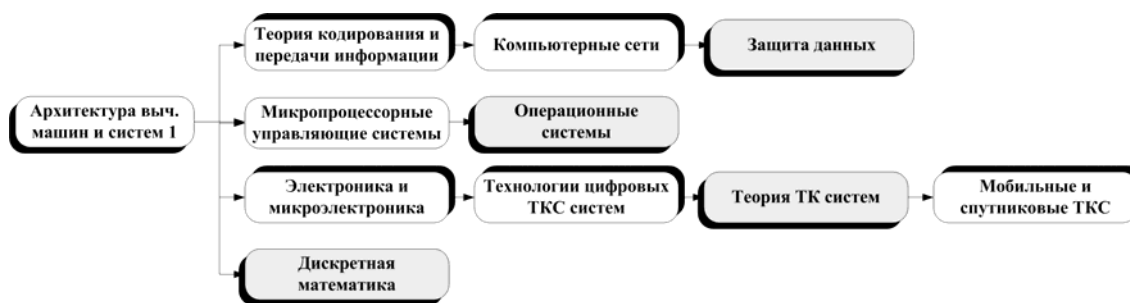 Теория кодирования и
передачи информации
Компьютерные сети
Защита данных
Архитектура выч.
машин и систем 1
Микропроцессорные
управляющие системы
Операционные
системы
Электроника и
микроэлектроника
Технологии цифровых
ТКС систем
Теория ТК систем
Мобильные и
спутниковые ТКС
Дискретная
математика